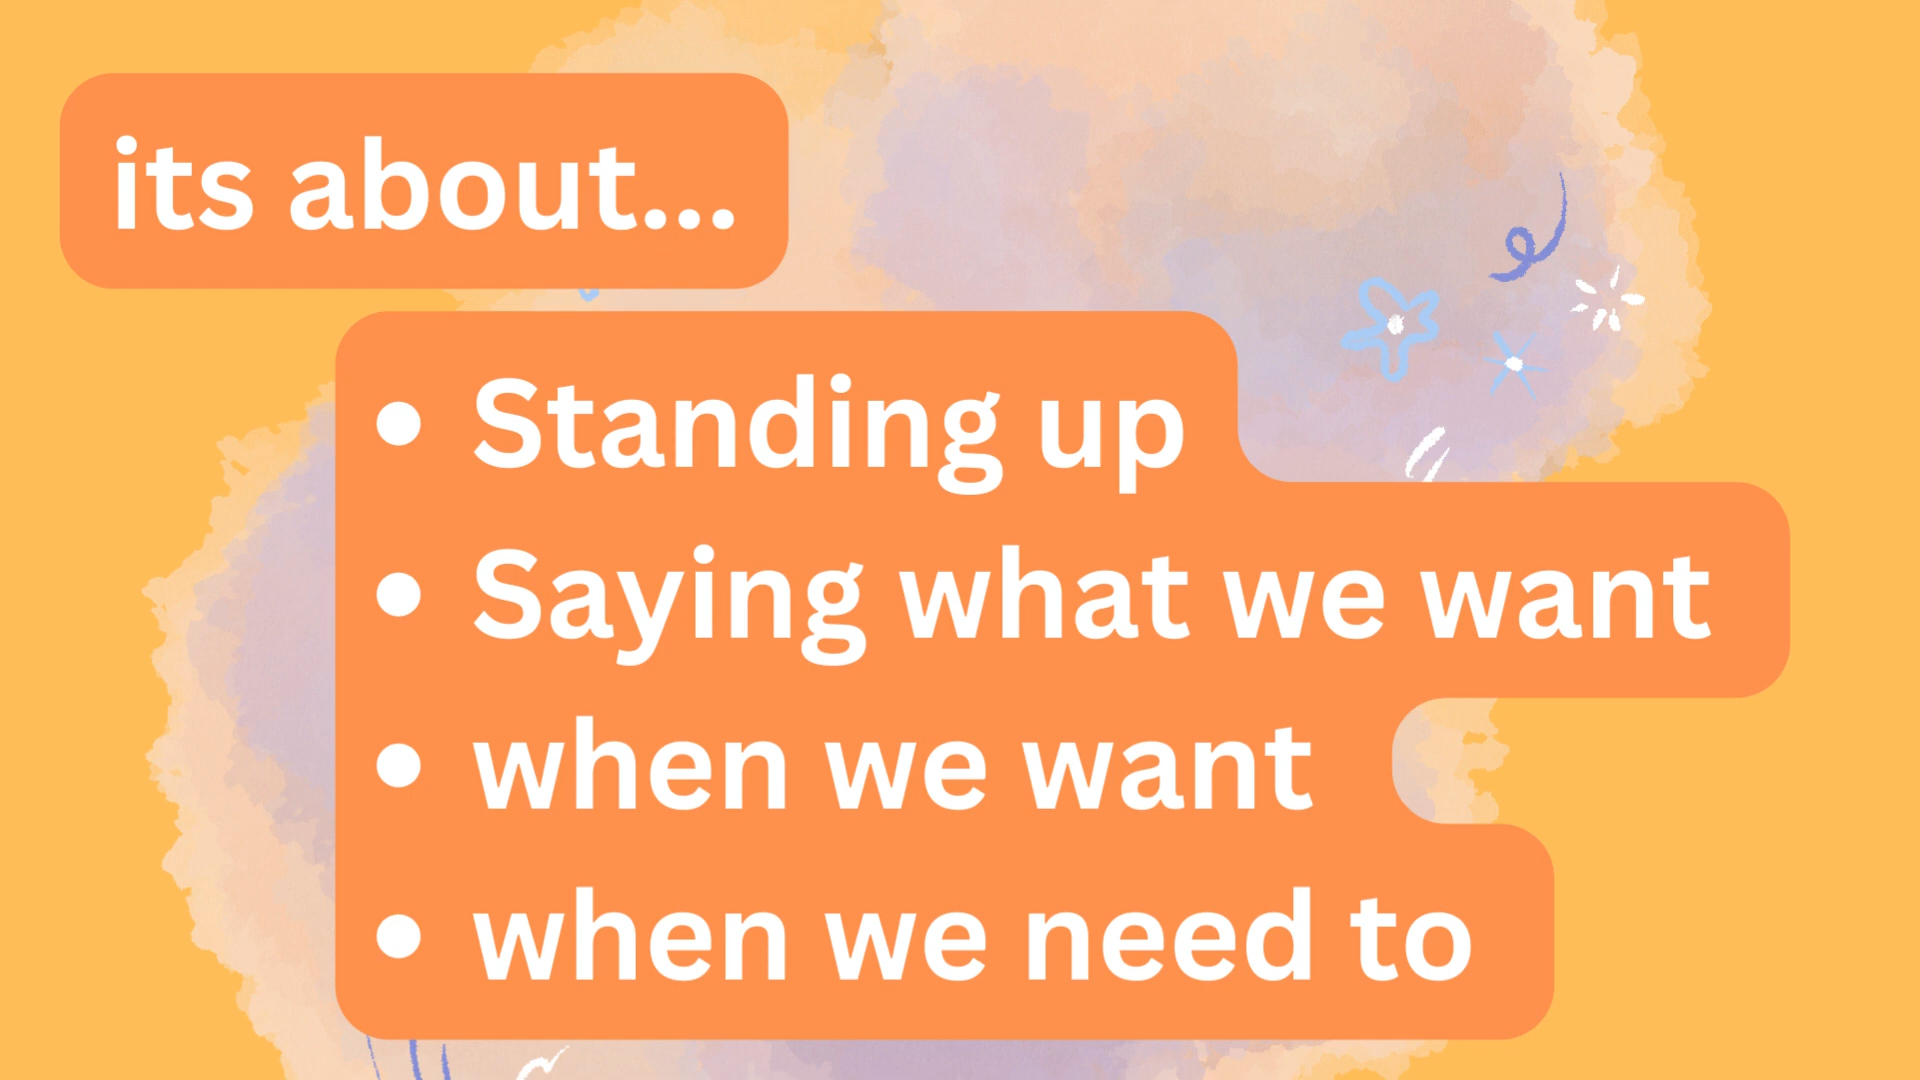 its about...
• Standing up
• Saying what we want
• when we want
• when we need to